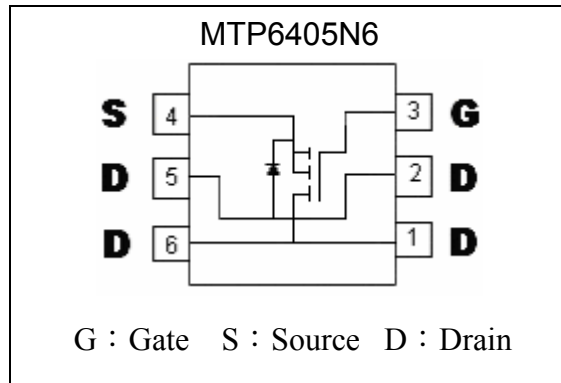 MTP6405N6
S 4 3 G
D 5 2 D
D 6 1 D
G：Gate S：Source D：Drain